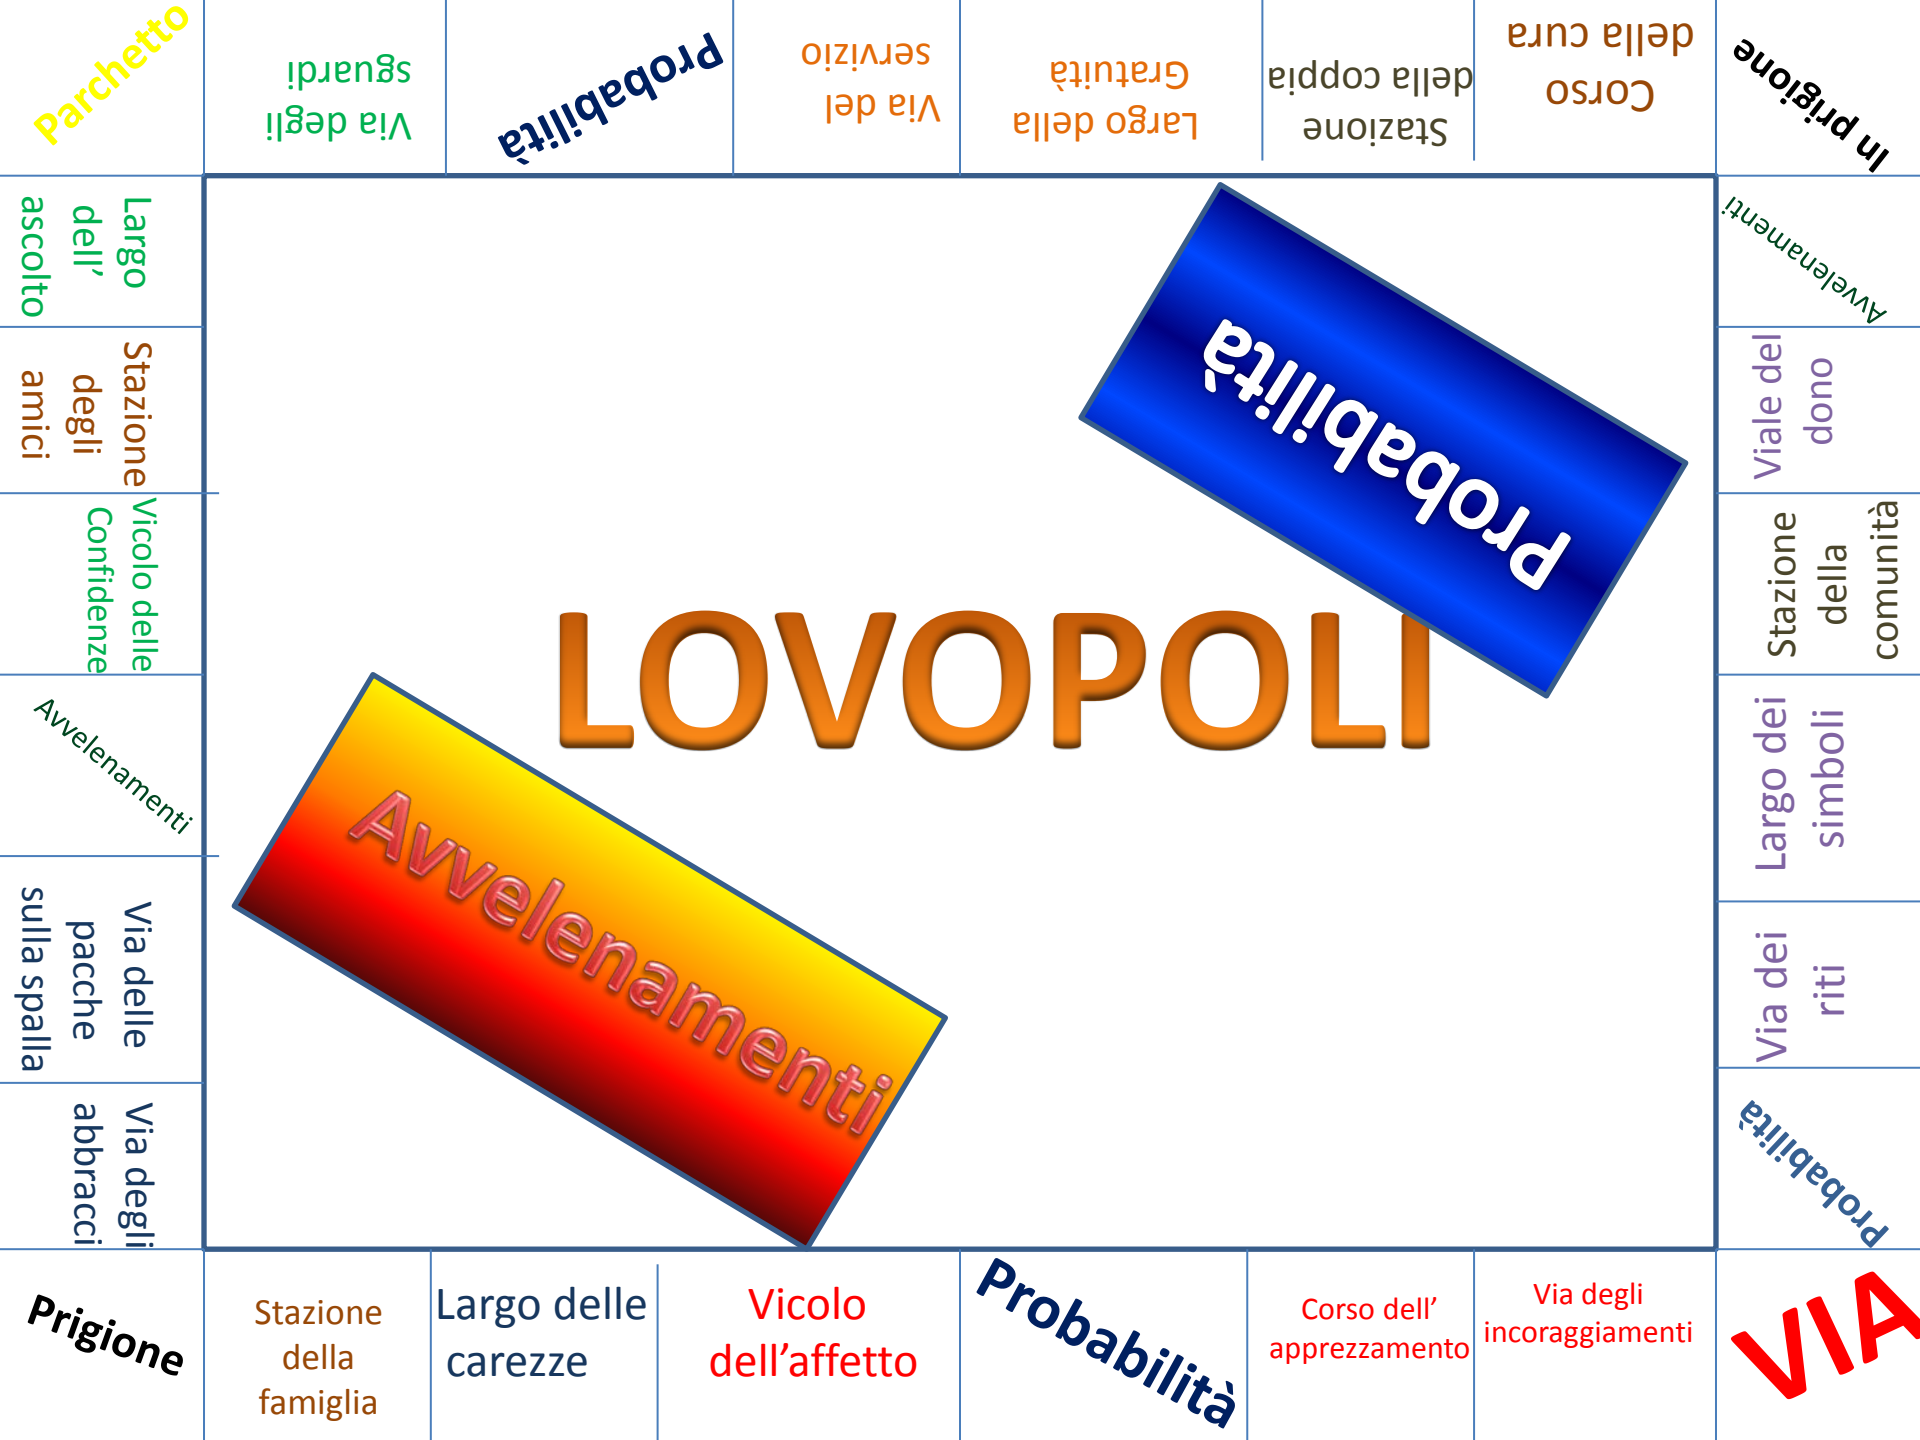 Parchetto
Via degli
sguardi
Probabilità
Via del
servizio
Largo della
Gratuità
Stazione
della coppia
Corso
della cura
In prigione
Largo
dell’
ascolto
Stazione
degli
amici
Vicolo delle
Confidenze
Avvelenamenti
Via delle
pacche
sulla spalla
Via degli
abbracci
Probabilità
LOVOPOLI
Avvelenamenti
Avvelenamenti
Viale del
dono
Stazione
della
comunità
Largo dei
simboli
Via dei
riti
Probabilità
Prigione
Stazione
della
famiglia
Largo delle
carezze
Vicolo
dell’affetto
Probabilità
Corso dell’
apprezzamento
Via degli
incoraggiamenti
VIA